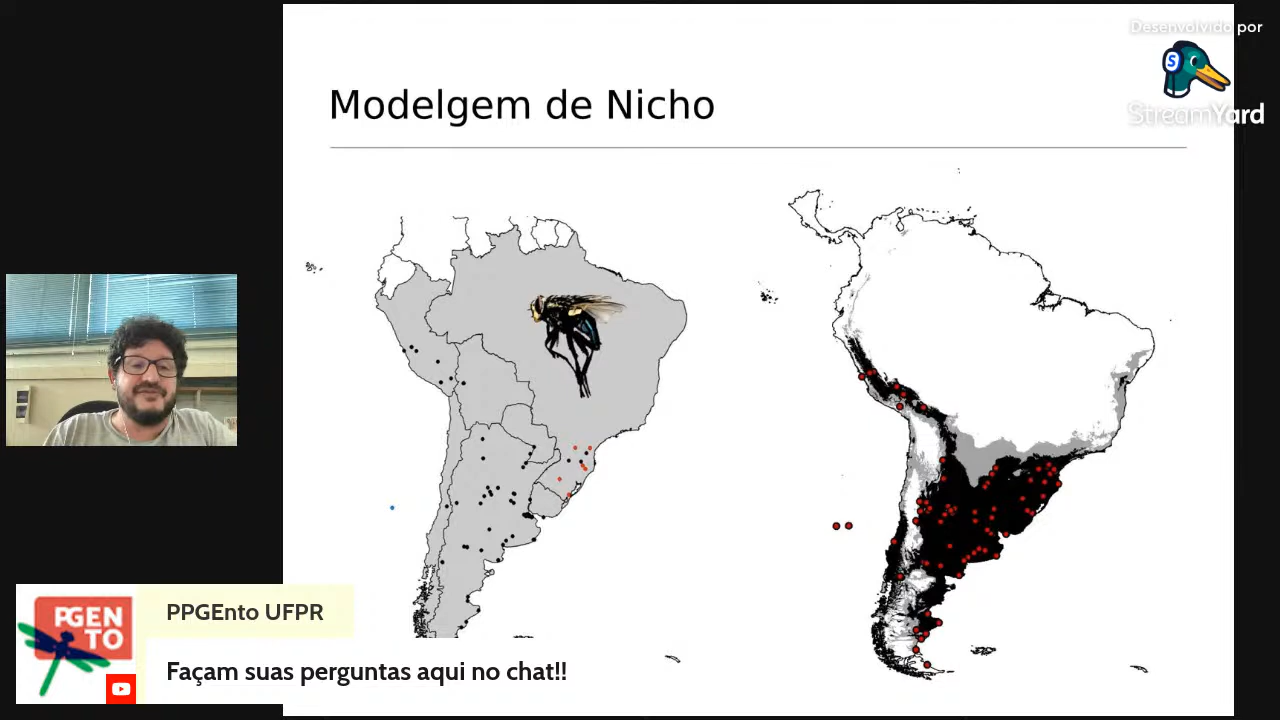 Desenvolvido por
S
StreamYard
Modelgem de Nicho
PGEN
TO
PPGEnto UFPR
Façam suas perguntas aqui no chat!!